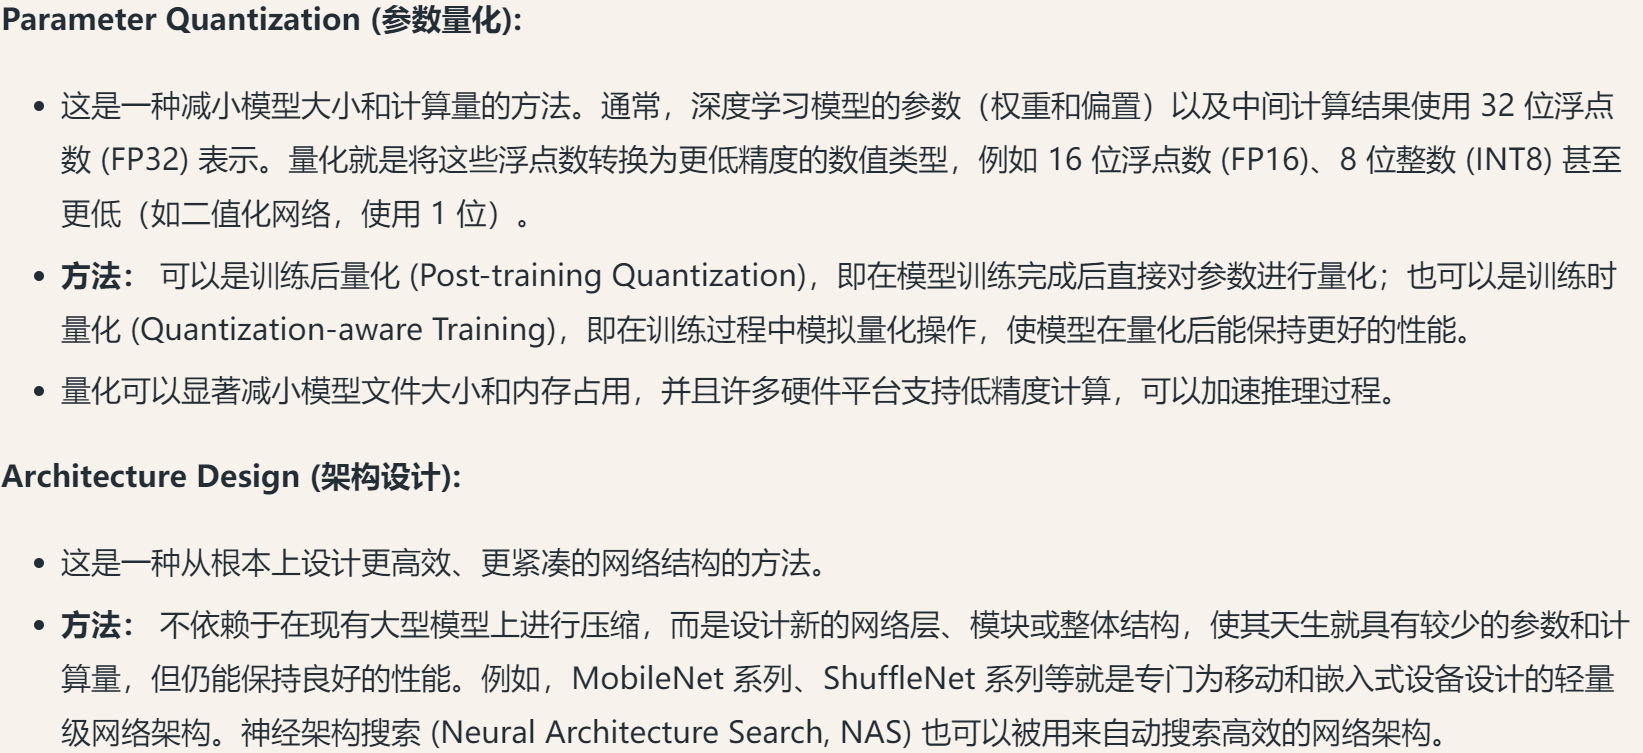 Parameter Quantization (参数量化):
• 这是一种减小模型大小和计算量的方法。通常，深度学习模型的参数（权重和偏置）以及中间计算结果使用 32 位浮点
数 (FP32) 表示。量化就是将这些浮点数转换为更低精度的数值类型，例如 16 位浮点数 (FP16)、8 位整数 (INT8) 甚至
更低（如二值化网络，使用 1 位）。
• 方法： 可以是训练后量化 (Post-training Quantization)，即在模型训练完成后直接对参数进行量化；也可以是训练时
量化 (Quantization-aware Training)，即在训练过程中模拟量化操作，使模型在量化后能保持更好的性能。
• 量化可以显著减小模型文件大小和内存占用，并且许多硬件平台支持低精度计算，可以加速推理过程。
Architecture Design (架构设计):
• 这是一种从根本上设计更高效、更紧凑的网络结构的方法。
• 方法： 不依赖于在现有大型模型上进行压缩，而是设计新的网络层、模块或整体结构，使其天生就具有较少的参数和计
算量，但仍能保持良好的性能。例如，MobileNet 系列、ShuffleNet 系列等就是专门为移动和嵌入式设备设计的轻量
级网络架构。神经架构搜索 (Neural Architecture Search, NAS) 也可以被用来自动搜索高效的网络架构。